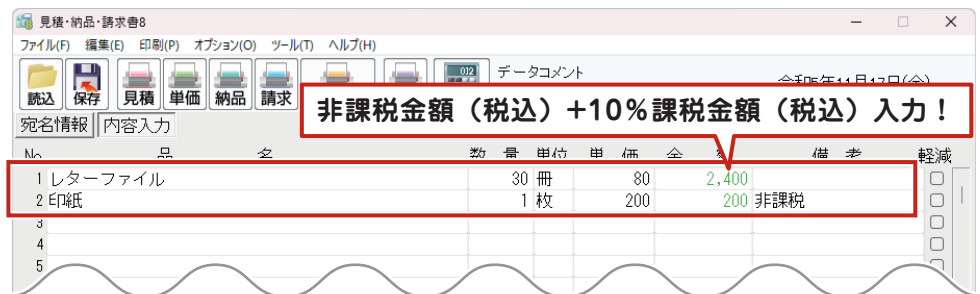 見積・納品・請求書8
ファイル(F) 編集(E) 印刷(P) オプション(O) ツール(T) ヘルプ(H)
読込 保存 見積 単価 納品 請求 012 データコメント
非課税金額（税込）＋10％課税金額（税込）入力！
宛名情報 内容入力
No 品 名 数 量 単位 単 価 金 備 考 軽減
1 レターファイル 30 冊 80 2,400
2 印紙 1 枚 200 200 非課税
3
4
5